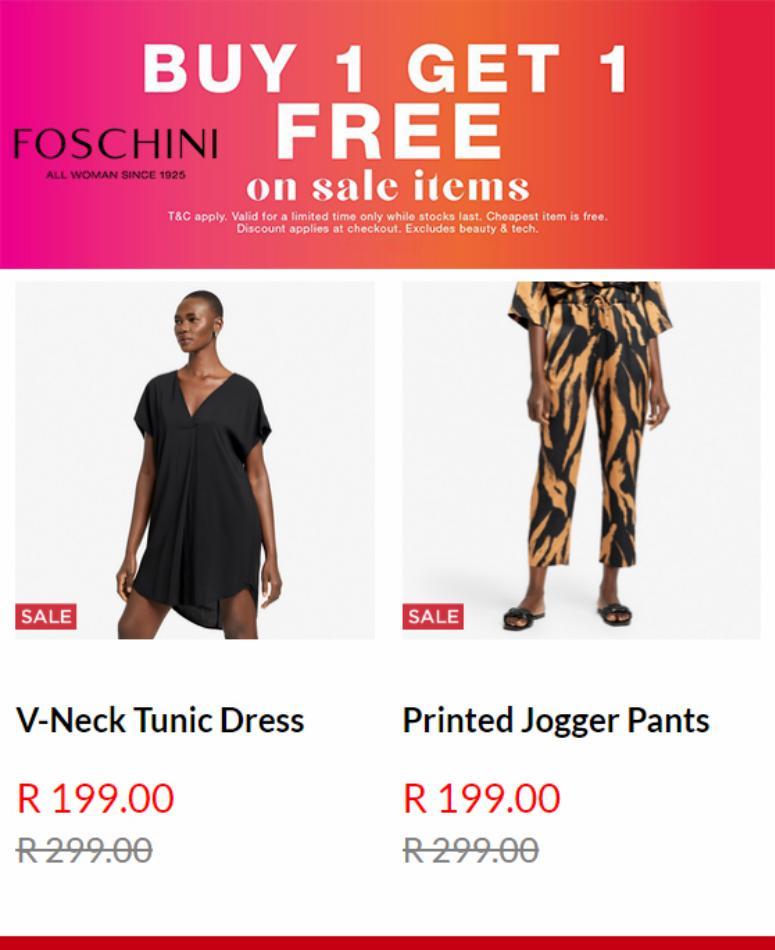 BUY 1 GET 1
FREE
FOSCHINI
ALL WOMAN SINCE 1925
on sale items
T&C apply. Valid for a limited time only while stocks last. Cheapest item is free.
Discount applies at checkout. Excludes beauty & tech.
SALE
SALE
V-Neck Tunic Dress
Printed Jogger Pants
R 199.00
R 199.00
R 299.00
R 299.00